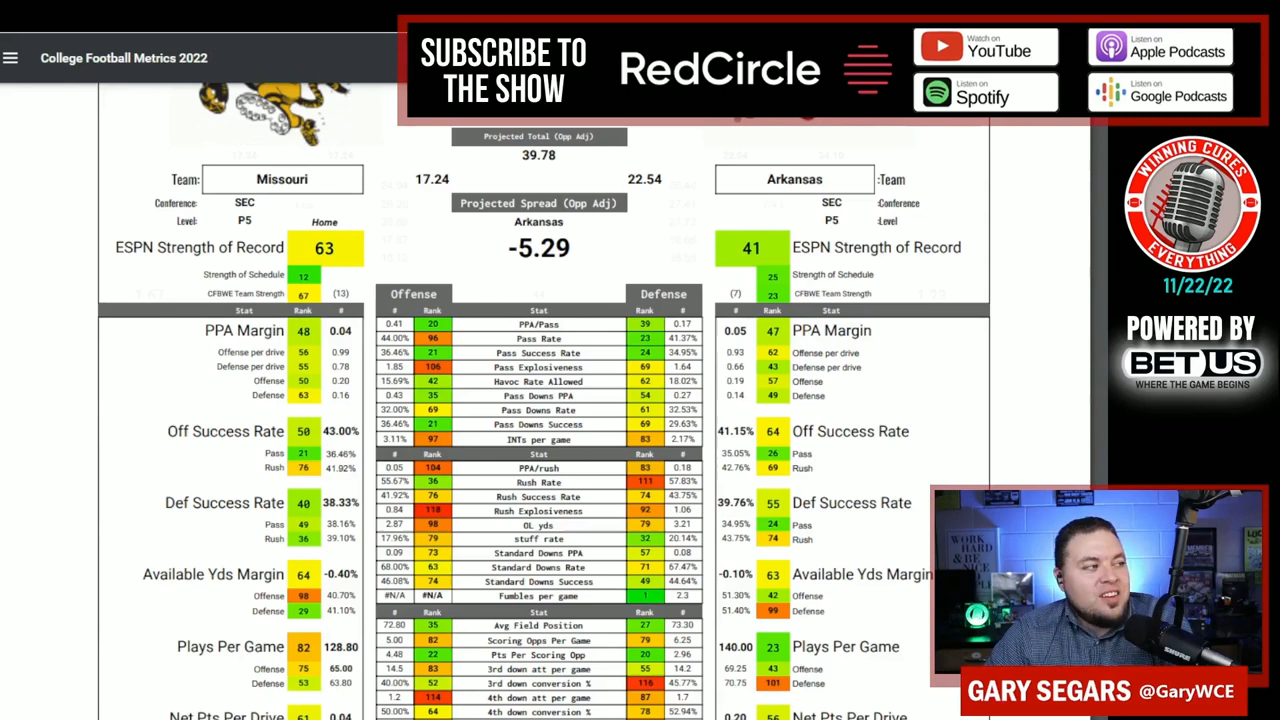 College Football Metrics 2022
SUBSCRIBE TO
THE SHOW
RedCircle
Watch on
YouTube
Listen on
Apple Podcasts
Listen on
Spotify
Listen on
Google Podcasts
WINNING CURES
EVERYTHING
11/22/22
POWERED BY
BETUS
WHERE THE GAME BEGINS
Projected Total (Opp Adj)
39.78
Team: Missouri 17.24 22.54 Arkansas :Team
Conference: SEC Projected Spread (Opp Adj) SEC
Level: P5 Home Arkansas P5 :Level
ESPN Strength of Record 63 -5.29 41 ESPN Strength of Record
Strength of Schedule 12 25 Strength of Schedule
CFBWE Team Strength 67 (13) Offense Defense (7) 23 CFBWE Team Strength
Stat Rank # # Rank Stat Rank # # Rank Stat
PPA Margin 48 0.04 0.05 47 PPA Margin
Offense per drive 56 0.99 0.93 62 Offense per drive
Defense per drive 55 0.78 0.66 43 Defense per drive
Offense 50 0.20 0.19 57 Offense
Defense 63 0.16 0.14 49 Defense
Off Success Rate 50 43.00% 41.15% 64 Off Success Rate
Pass 21 36.46% 35.05% 26 Pass
Rush 76 41.92% 42.76% 69 Rush
Def Success Rate 40 38.33% 39.76% 55 Def Success Rate
Pass 49 38.16% 34.95% 24 Pass
Rush 36 39.10% 43.75% 74 Rush
Available Yds Margin 64 -0.40% -0.10% 63 Available Yds Margin
Offense 98 40.70% 51.30% 42 Offense
Defense 29 41.10% 51.40% 99 Defense
Plays Per Game 82 128.80 140.00 23 Plays Per Game
Offense 75 65.00 69.25 43 Offense
Defense 53 63.80 70.75 101 Defense
Net Pts Per Drive 61 0.04 0.20 56 Net Pts Per Drive
0.41 20 PPA/Pass 39 0.17
44.00% 96 Pass Rate 23 41.37%
36.46% 21 Pass Success Rate 24 34.95%
1.85 106 Pass Explosiveness 69 1.64
15.69% 42 Havoc Rate Allowed 62 18.02%
0.43 35 Pass Downs PPA 54 0.27
32.00% 69 Pass Downs Rate 61 32.53%
36.46% 21 Pass Downs Success 69 29.63%
3.11% 97 INTs per game 83 2.17%
# Rank Stat Rank #
0.05 104 PPA/rush 83 0.18
55.67% 36 Rush Rate 111 57.83%
41.92% 76 Rush Success Rate 74 43.75%
0.84 118 Rush Explosiveness 92 1.06
2.87 98 OL yds 79 3.21
17.96% 79 stuff rate 32 20.14%
0.09 73 Standard Downs PPA 57 0.08
68.00% 63 Standard Downs Rate 71 67.47%
46.08% 74 Standard Downs Success 49 44.64%
#N/A #N/A Fumbles per game 1 2.3
# Rank Stat Rank #
72.80 35 Avg Field Position 27 73.30
5.00 82 Scoring Opps Per Game 79 6.25
4.48 22 Pts Per Scoring Opp 20 2.96
14.5 83 3rd down att per game 55 14.2
40.00% 52 3rd down conversion % 116 45.77%
1.2 114 4th down att per game 87 1.7
50.00% 64 4th down conversion % 78 52.94%
SHURE
GARY SEGARS @GaryWCE